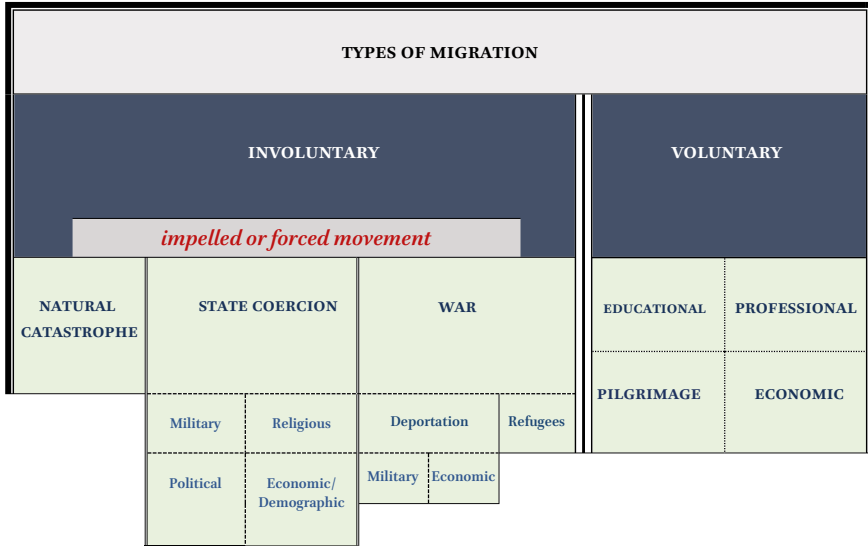 TYPES OF MIGRATION
INVOLUNTARY
VOLUNTARY
impelled or forced movement
NATURAL
CATASTROPHE
STATE COERCION
WAR
EDUCATIONAL
PROFESSIONAL
PILGRIMAGE
ECONOMIC
Military
Religious
Deportation
Refugees
Political
Economic/
Demographic
Military
Economic